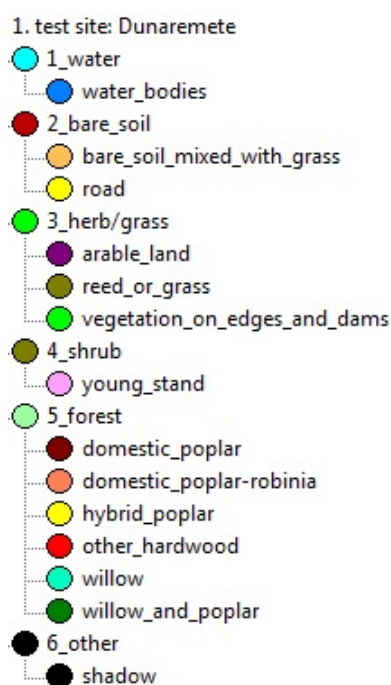 1. test site: Dunaremete
1_water
water_bodies
2_bare_soil
bare_soil_mixed_with_grass
road
3_herb/grass
arable_land
reed_or_grass
vegetation_on_edges_and_dams
4_shrub
young_stand
5_forest
domestic_poplar
domestic_poplar-robinia
hybrid_poplar
other_hardwood
willow
willow_and_poplar
6_other
shadow